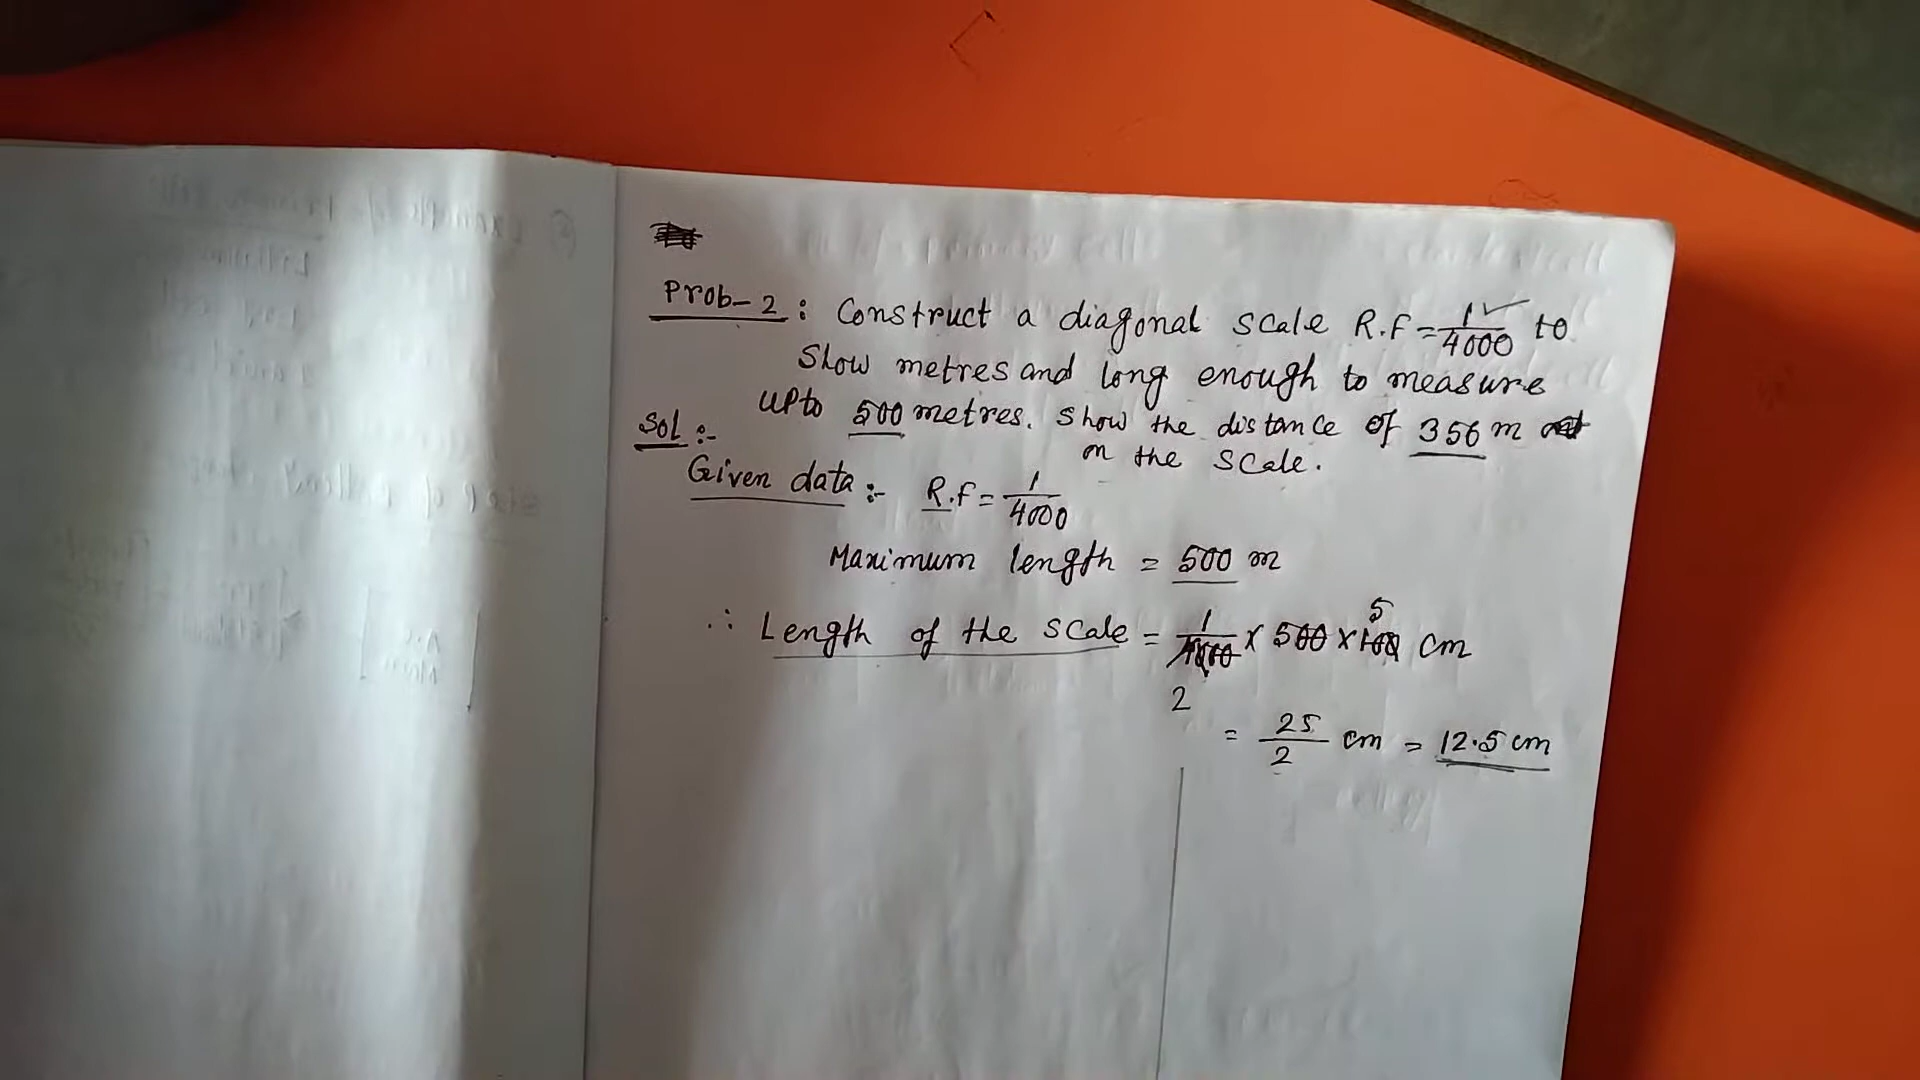 Prob-2 : Construct a diagonal scale R.F = 1/4000 to
show metres and long enough to measure
upto 500 metres. Show the distance of 356 m
on the scale.
Sol :-
Given data :- R.F = 1/4000
Maximum length = 500 m
∴ Length of the scale = 1/4000 x 500 x 100 cm
5
2
= 25/2 cm = 12.5 cm